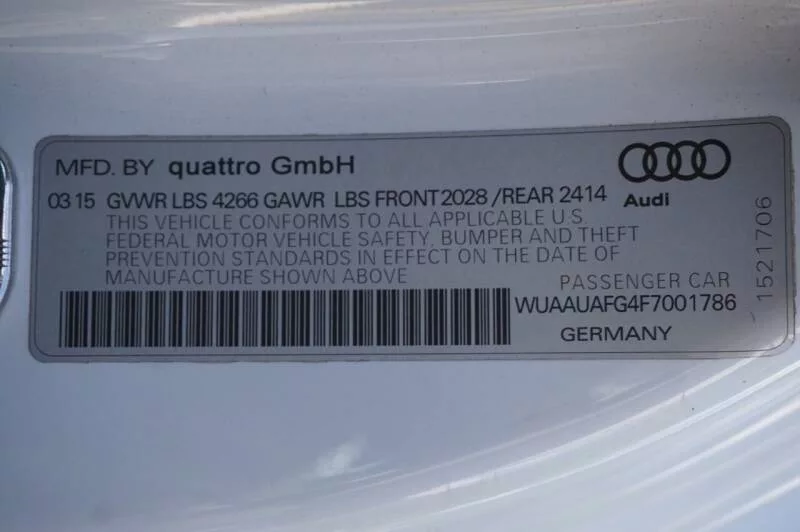 MFD. BY quattro GmbH
03 15 GVWR LBS 4266 GAWR LBS FRONT 2028 / REAR 2414
Audi
THIS VEHICLE CONFORMS TO ALL APPLICABLE U.S.
FEDERAL MOTOR VEHICLE SAFETY, BUMPER AND THEFT
PREVENTION STANDARDS IN EFFECT ON THE DATE OF
MANUFACTURE SHOWN ABOVE
PASSENGER CAR
WUAAUAFG4F7001786
GERMANY
1521706